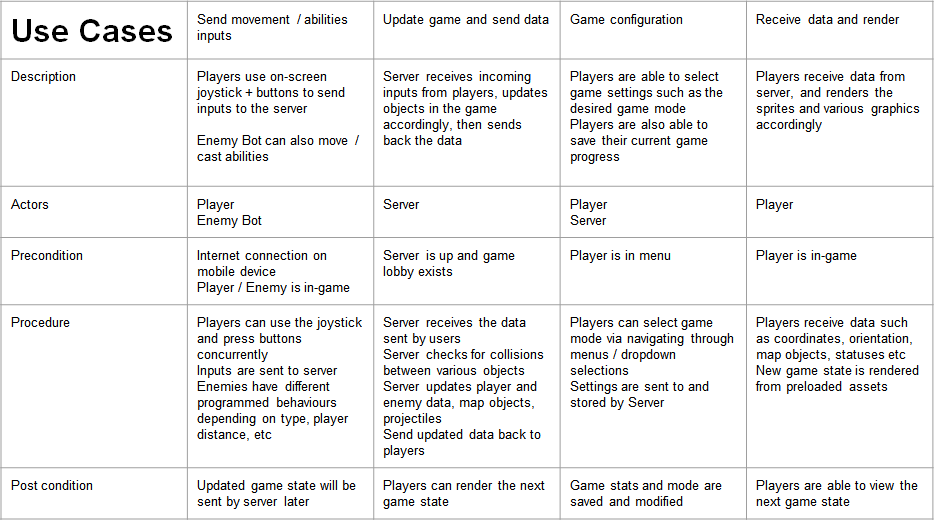 Use Cases
Send movement / abilities
inputs
Update game and send data
Game configuration
Receive data and render
Description
Players use on-screen
joystick + buttons to send
inputs to the server
Enemy Bot can also move /
cast abilities
Server receives incoming
inputs from players, updates
objects in the game
accordingly, then sends
back the data
Players are able to select
game settings such as the
desired game mode
Players are also able to
save their current game
progress
Players receive data from
server, and renders the
sprites and various graphics
accordingly
Actors
Player
Enemy Bot
Server
Player
Server
Player
Precondition
Internet connection on
mobile device
Player / Enemy is in-game
Server is up and game
lobby exists
Player is in menu
Player is in-game
Procedure
Players can use the joystick
and press buttons
concurrently
Inputs are sent to server
Enemies have different
programmed behaviours
depending on type, player
distance, etc
Server receives the data
sent by users
Server checks for collisions
between various objects
Server updates player and
enemy data, map objects,
projectiles
Send updated data back to
players
Players can select game
mode via navigating through
menus / dropdown
selections
Settings are sent to and
stored by Server
Players receive data such
as coordinates, orientation,
map objects, statuses etc
New game state is rendered
from preloaded assets
Post condition
Updated game state will be
sent by server later
Players can render the next
game state
Game stats and mode are
saved and modified
Players are able to view the
next game state